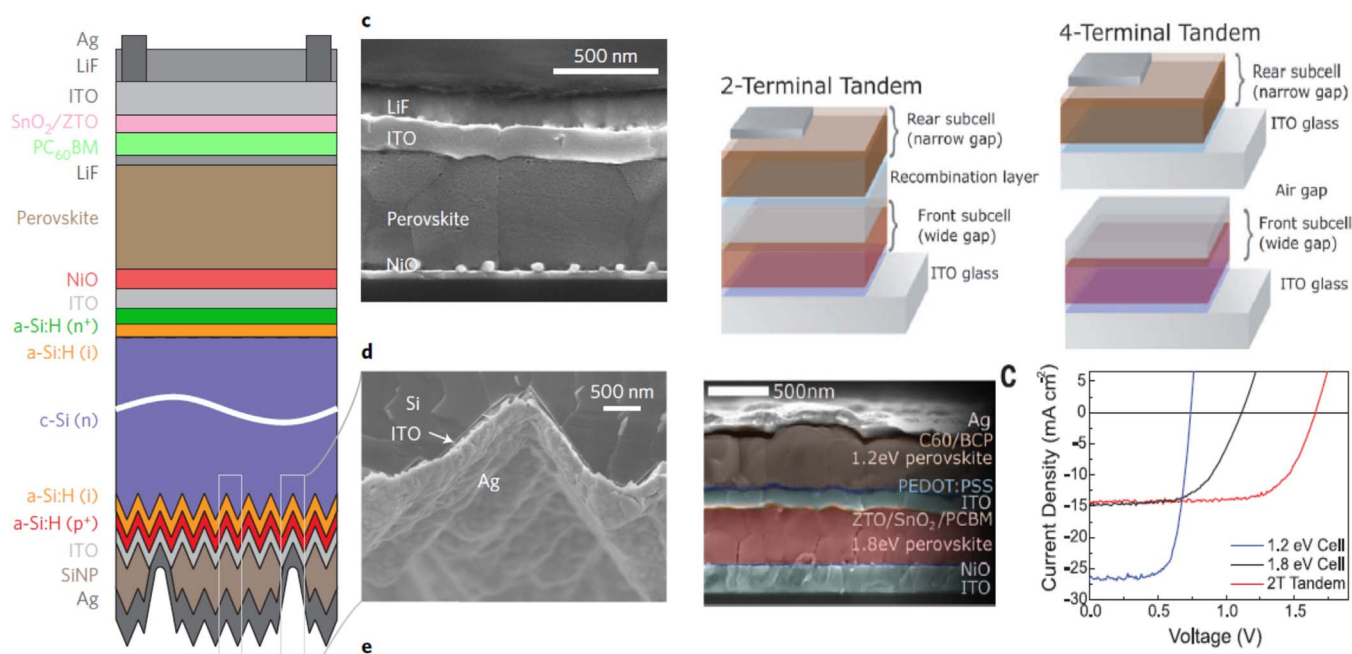 Ag
LiF
ITO
SnO₂/ZTO
PC₆₀BM
LiF
Perovskite
NiO
ITO
a-Si:H (n⁺)
a-Si:H (i)
c-Si (n)
a-Si:H (i)
a-Si:H (p⁺)
ITO
SiNP
Ag
c
500 nm
LiF
ITO
Perovskite
NiO
d
500 nm
Si
ITO
Ag
e
2-Terminal Tandem
Rear subcell
(narrow gap)
Recombination layer
Front subcell
(wide gap)
ITO glass
4-Terminal Tandem
Rear subcell
(narrow gap)
ITO glass
Air gap
Front subcell
(wide gap)
ITO glass
500nm
Ag
C60/BCP
1.2eV perovskite
PEDOT:PSS
ITO
ZTO/SnO₂/PCBM
1.8eV perovskite
NiO
ITO
C
Current Density (mA cm⁻²)
5
0
-5
-10
-15
-20
-25
-30
0.0
0.5
1.0
1.5
Voltage (V)
1.2 eV Cell
1.8 eV Cell
2T Tandem